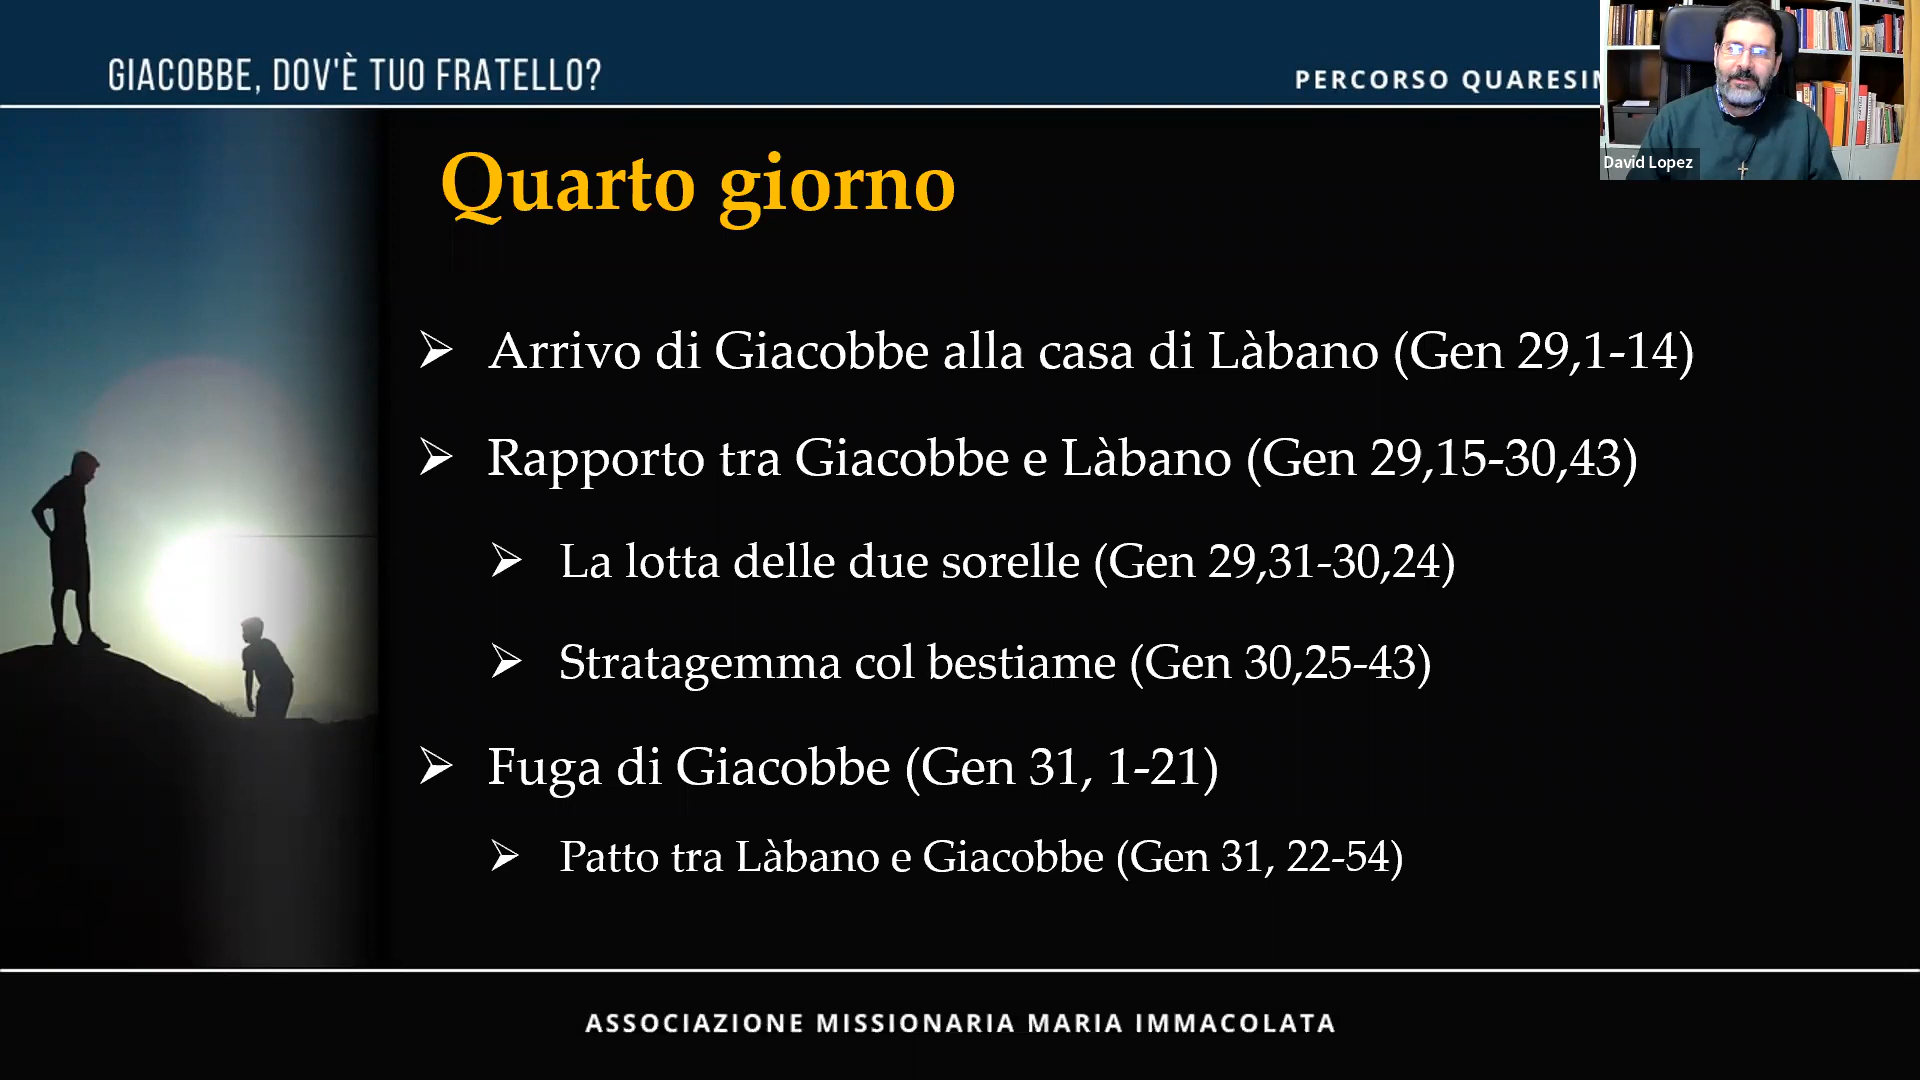 GIACOBBE, DOV'È TUO FRATELLO?
PERCORSO
David Lopez
Quarto giorno
Arrivo di Giacobbe alla casa di Làbano (Gen 29,1-14)
Rapporto tra Giacobbe e Làbano (Gen 29,15-30,43)
La lotta delle due sorelle (Gen 29,31-30,24)
Stratagemma col bestiame (Gen 30,25-43)
Fuga di Giacobbe (Gen 31, 1-21)
Patto tra Làbano e Giacobbe (Gen 31, 22-54)
ASSOCIAZIONE MISSIONARIA MARIA IMMACOLATA